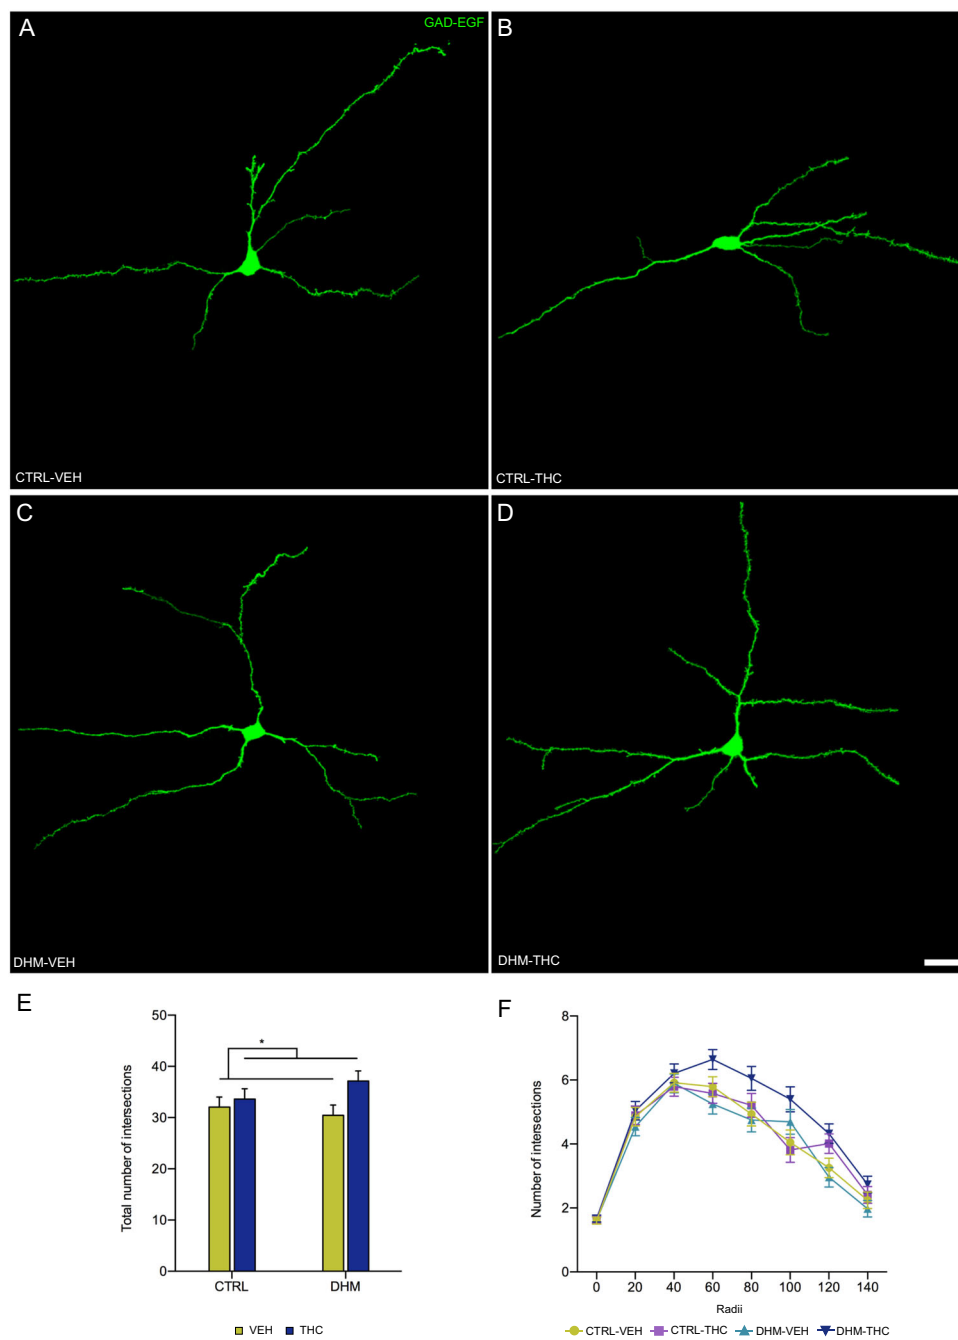 A
GAD-EGF
B
CTRL-VEH
CTRL-THC
C
D
DHM-VEH
DHM-THC
E
F
50
40
30
20
10
0
Total number of intersections
*
CTRL
DHM
VEH
THC
8
6
4
2
0
Number of intersections
0 20 40 60 80 100 120 140
Radii
CTRL-VEH CTRL-THC DHM-VEH DHM-THC